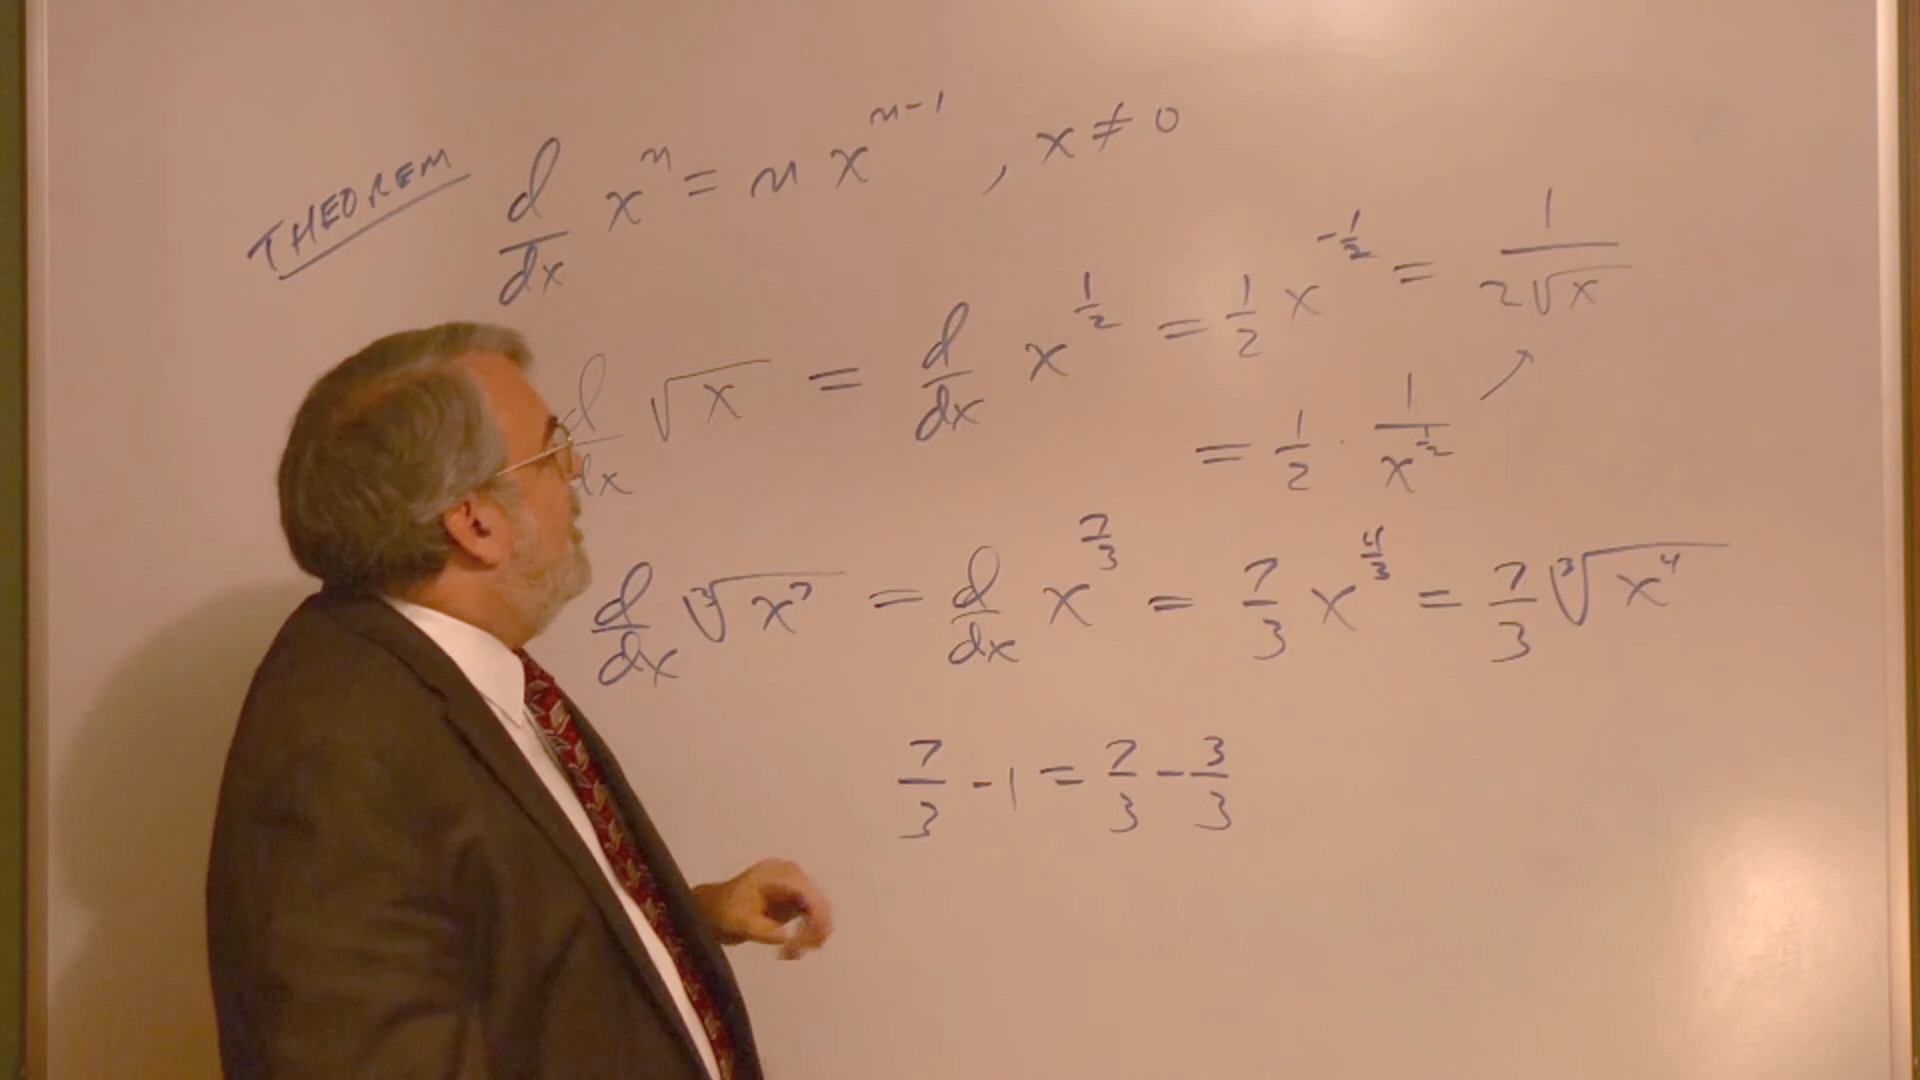 THEOREM d/dx x^n = n x^(n-1) , x ≠ 0
d/dx √x = d/dx x^(1/2) = 1/2 x^(-1/2) = 1/(2√x)
= 1/2 · 1/x^(1/2) ↗
d/dx ∛(x^7) = d/dx x^(7/3) = 7/3 x^(4/3) = 7/3 ∛(x^4)
7/3 - 1 = 7/3 - 3/3